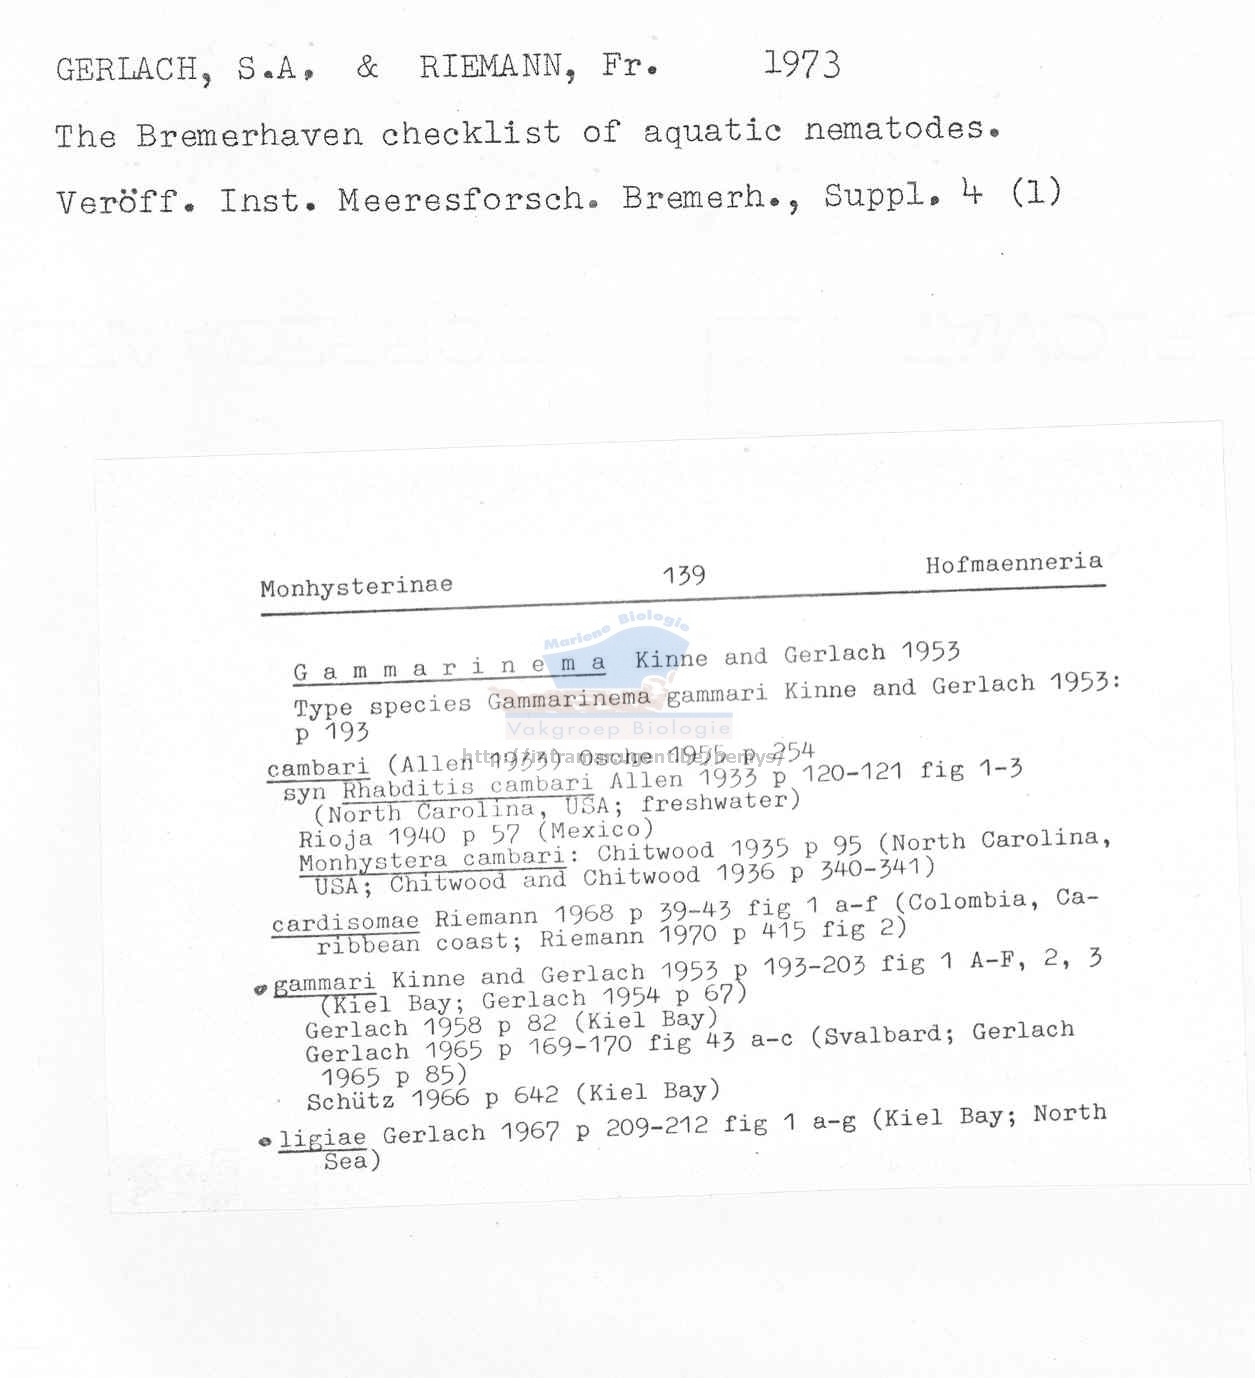 GERLACH, S.A. & RIEMANN, Fr. 1973
The Bremerhaven checklist of aquatic nematodes.
Veröff. Inst. Meeresforsch. Bremerh., Suppl. 4 (1)
Monhysterinae 139 Hofmaenneria
Mariene Biologie
G a m m a r i n e m a Kinne and Gerlach 1953
Type species Gammarinema gammari Kinne and Gerlach 1953:
p 193
Vakgroep Biologie
cambari (Allen 1933) Osche 1955 p 254
syn Rhabditis cambari Allen 1933 p 120-121 fig 1-3
(North Carolina, USA; freshwater)
Rioja 1940 p 57 (Mexico)
Monhystera cambari: Chitwood 1935 p 95 (North Carolina,
USA; Chitwood and Chitwood 1936 p 340-341)
cardisomae Riemann 1968 p 39-43 fig 1 a-f (Colombia, Ca-
ribbean coast; Riemann 1970 p 415 fig 2)
gammari Kinne and Gerlach 1953 p 193-203 fig 1 A-F, 2, 3
(Kiel Bay; Gerlach 1954 p 67)
Gerlach 1958 p 82 (Kiel Bay)
Gerlach 1965 p 169-170 fig 43 a-c (Svalbard; Gerlach
1965 p 85)
Schütz 1966 p 642 (Kiel Bay)
ligiae Gerlach 1967 p 209-212 fig 1 a-g (Kiel Bay; North
Sea)